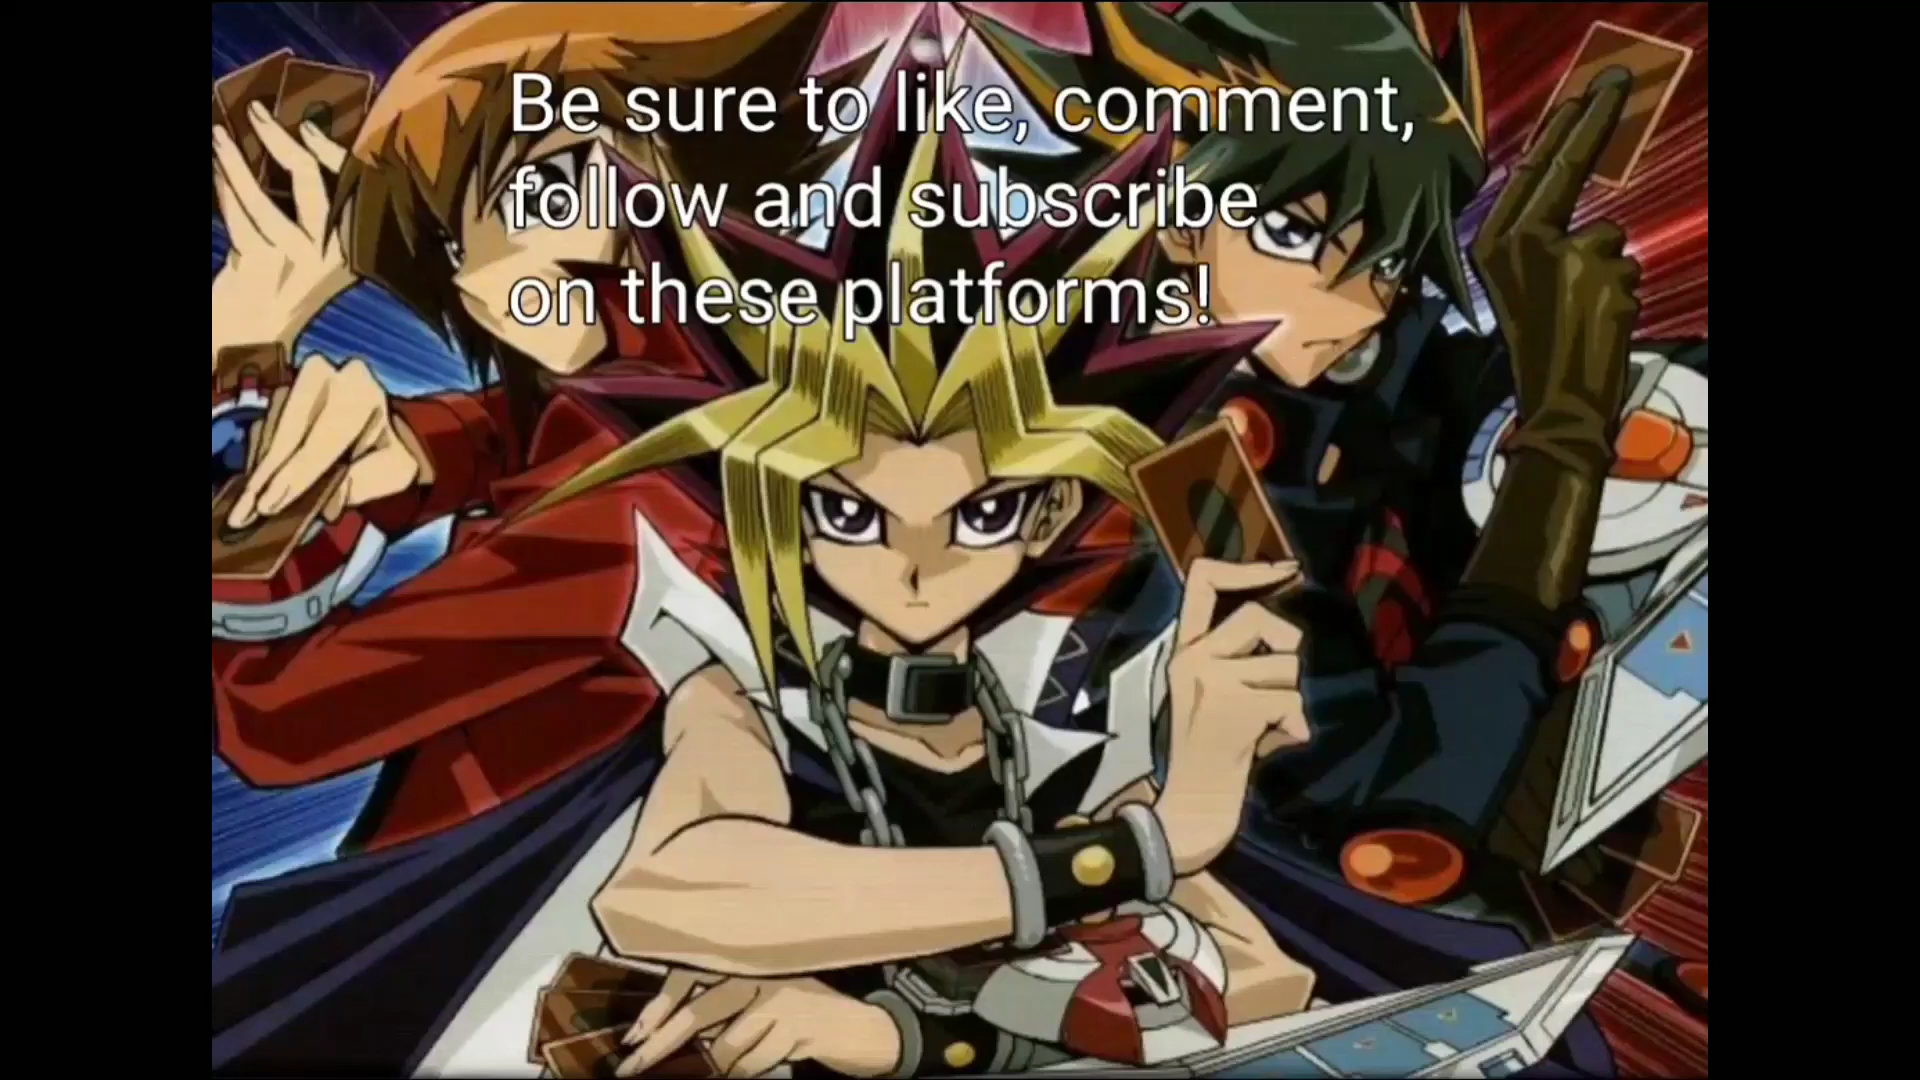 Be sure to like, comment,
follow and subscribe
on these platforms!